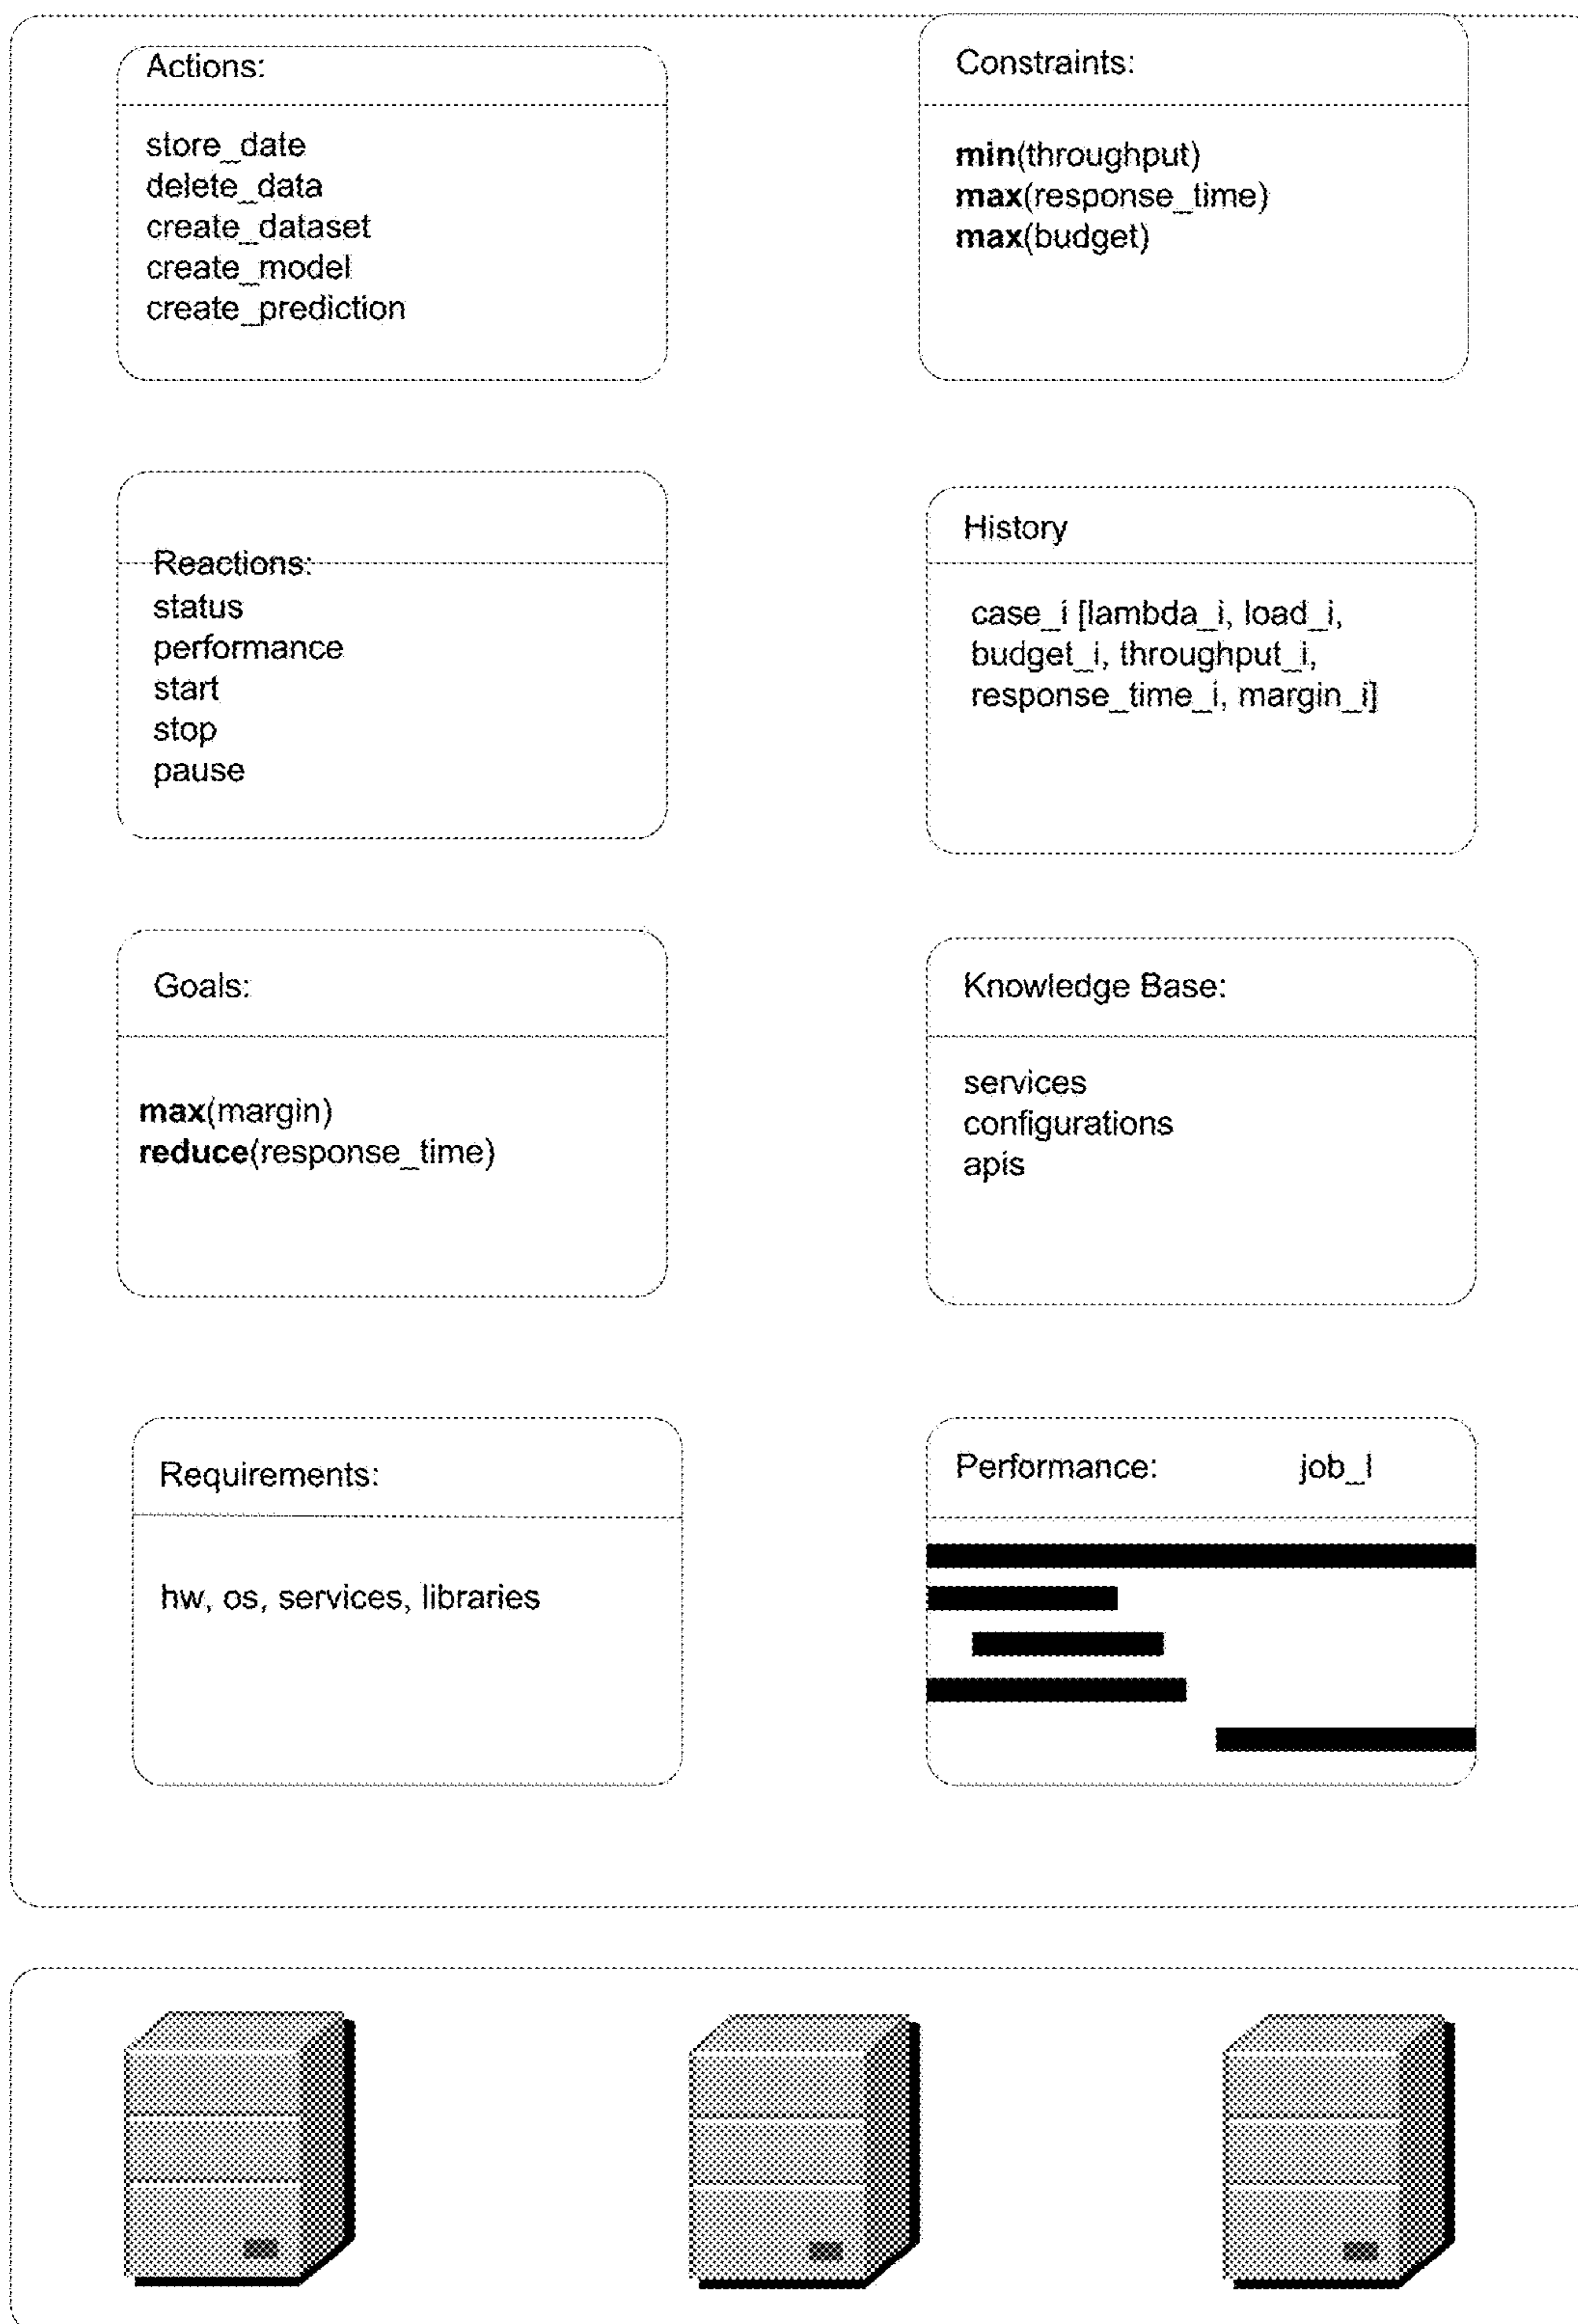 Actions:
store_date
delete_data
create_dataset
create_model
create_prediction
Constraints:
min(throughput)
max(response_time)
max(budget)
Reactions:
status
performance
start
stop
pause
History
case_i [lambda_i, load_i,
budget_i, throughput_i,
response_time_i, margin_i]
Goals:
max(margin)
reduce(response_time)
Knowledge Base:
services
configurations
apis
Requirements:
hw, os, services, libraries
Performance: job_I